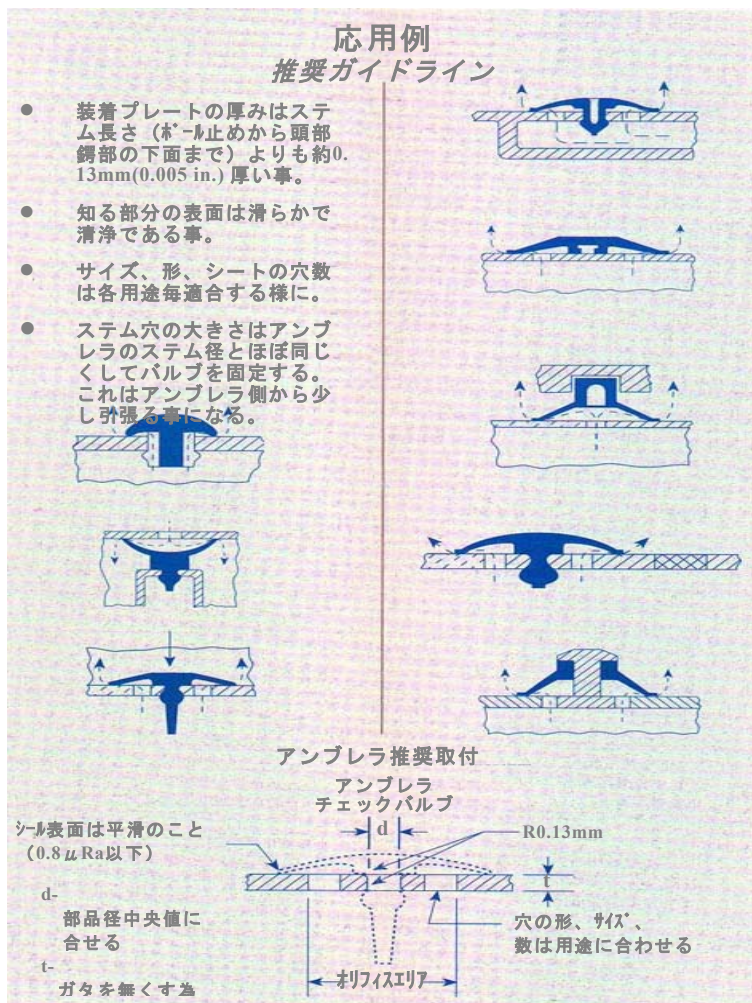 応用例
推奨ガイドライン
● 装着プレートの厚みはステ
ム長さ（ﾎﾞｰﾙ止めから頭部
鍔部の下面まで）よりも約0.
13mm(0.005 in.) 厚い事。
● 知る部分の表面は滑らかで
清浄である事。
● サイズ、形、シートの穴数
は各用途毎適合する様に。
● ステム穴の大きさはアンブ
レラのステム径とほぼ同じ
くしてバルブを固定する。
これはアンブレラ側から少
し引張る事になる。
アンブレラ推奨取付
アンブレラ
チェックバルブ
d
R0.13mm
ｼｰﾙ表面は平滑のこと
（0.8μRa以下）
t
d-
部品径中央値に
合せる
t-
ガタを無くす為
穴の形、ｻｲｽﾞ、
数は用途に合わせる
ｵﾘﾌｨｽｴﾘｱ